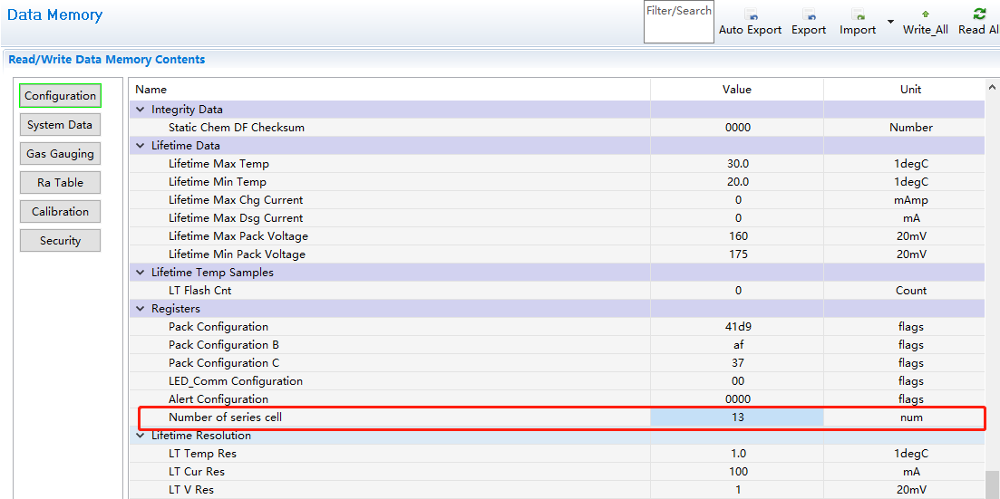 Data Memory
Filter/Search
Auto Export Export Import Write_All Read Al
Read/Write Data Memory Contents
Configuration
System Data
Gas Gauging
Ra Table
Calibration
Security
Name Value Unit
Integrity Data
Static Chem DF Checksum 0000 Number
Lifetime Data
Lifetime Max Temp 30.0 1degC
Lifetime Min Temp 20.0 1degC
Lifetime Max Chg Current 0 mAmp
Lifetime Max Dsg Current 0 mA
Lifetime Max Pack Voltage 160 20mV
Lifetime Min Pack Voltage 175 20mV
Lifetime Temp Samples
LT Flash Cnt 0 Count
Registers
Pack Configuration 41d9 flags
Pack Configuration B af flags
Pack Configuration C 37 flags
LED_Comm Configuration 00 flags
Alert Configuration 0000 flags
Number of series cell 13 num
Lifetime Resolution
LT Temp Res 1.0 1degC
LT Cur Res 100 mA
LT V Res 1 20mV